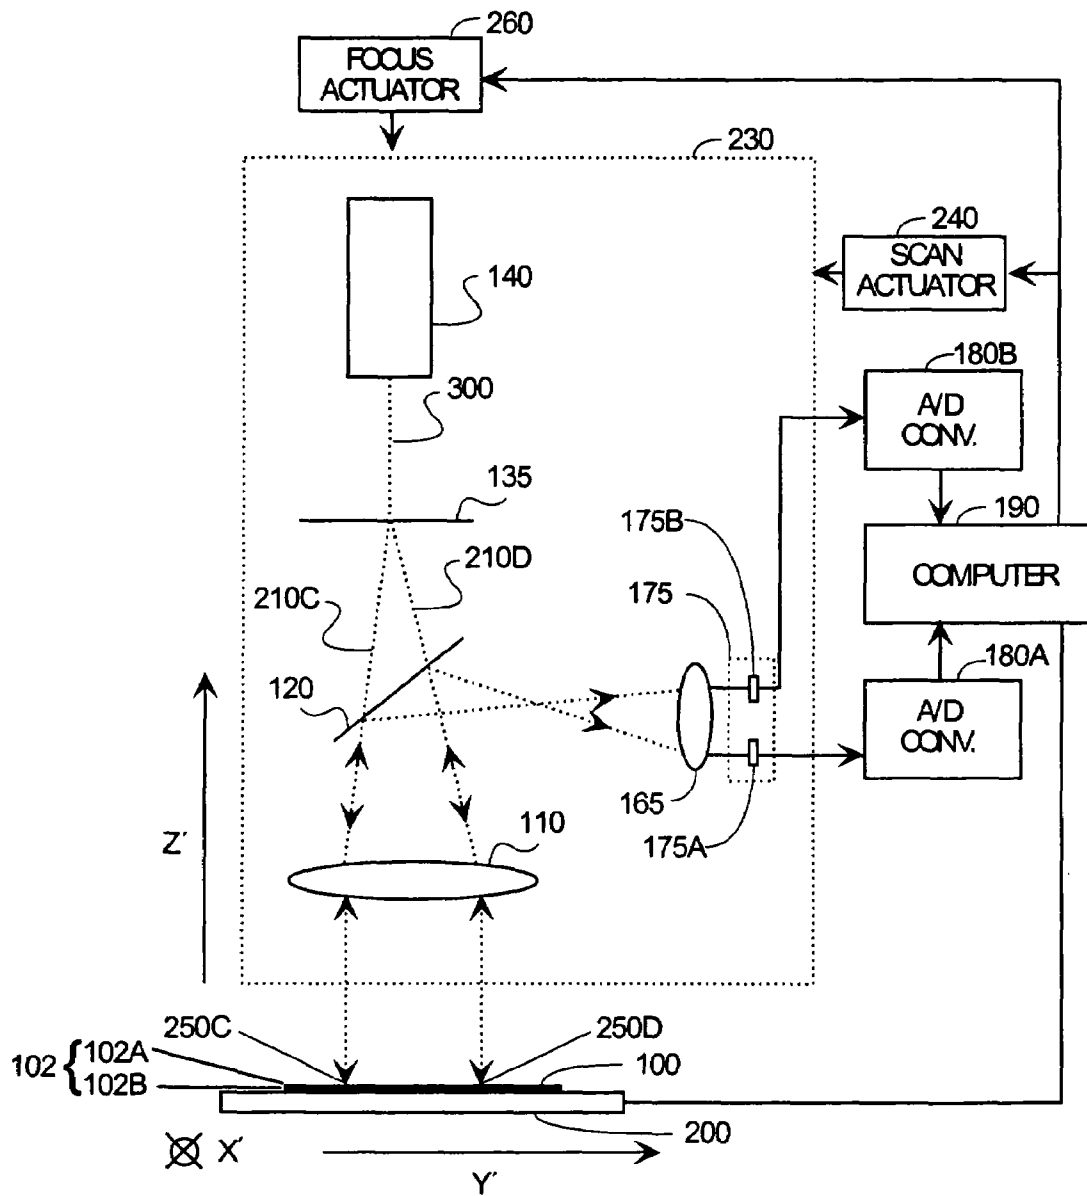 260
FOCUS
ACTUATOR
230
240
SCAN
ACTUATOR
140
180B
A/D
CONV.
300
135
190
175B
COMPUTER
210D
210C
175
180A
120
A/D
CONV.
165
110
175A
Z'
250C
250D
102 { 102A
102B
100
200
X'
Y'